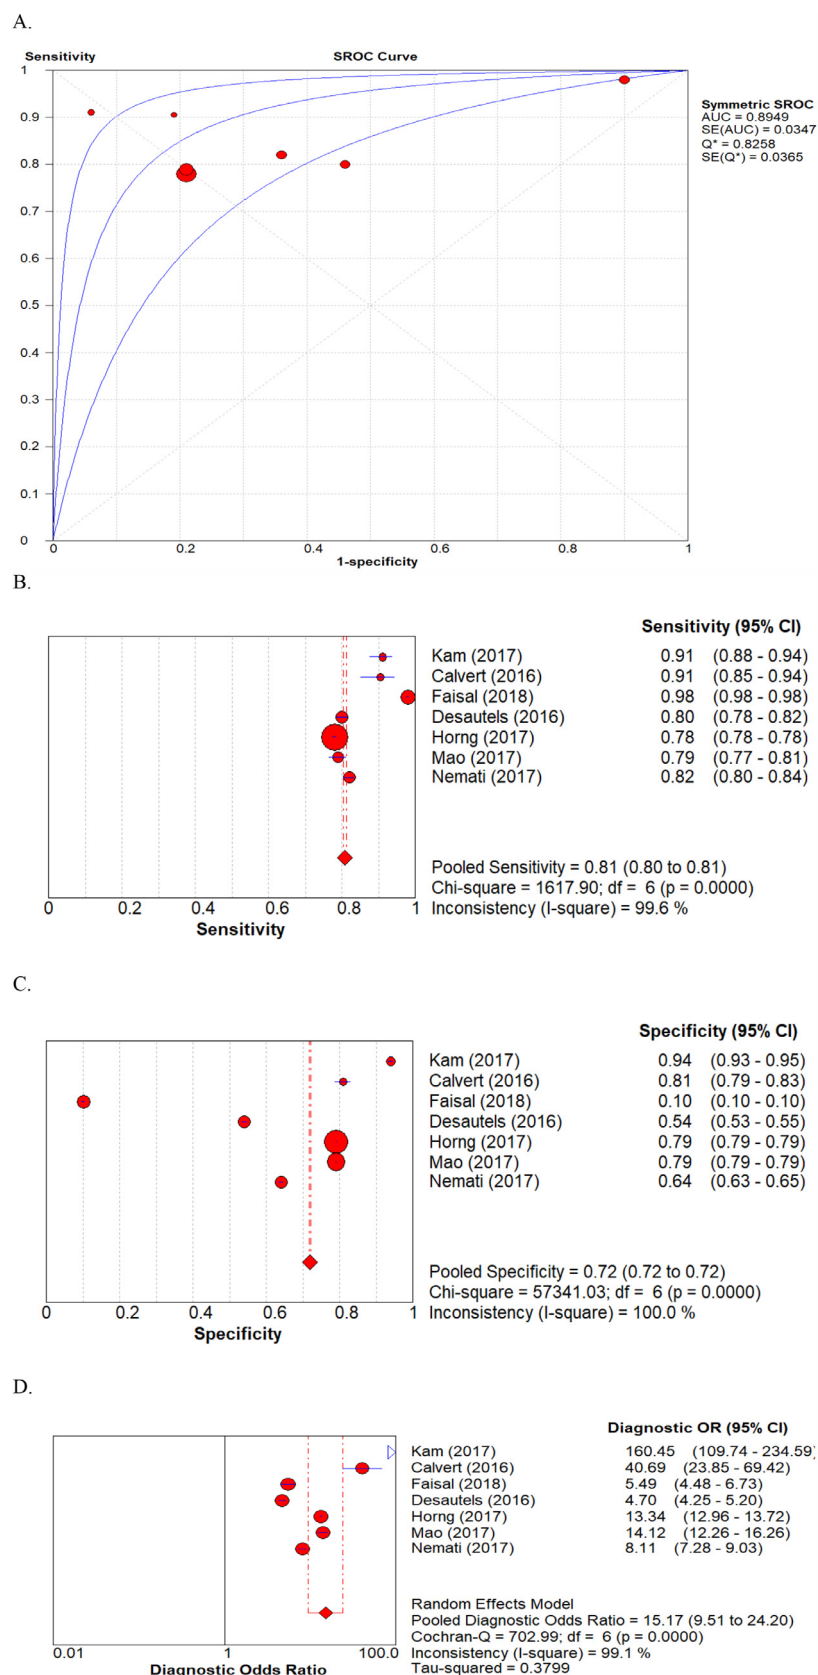 A.
Sensitivity SROC Curve
1
0.9
0.8
0.7
0.6
0.5
0.4
0.3
0.2
0.1
0
0 0.2 0.4 0.6 0.8 1
1-specificity
Symmetric SROC
AUC = 0.8949
SE(AUC) = 0.0347
Q* = 0.8258
SE(Q*) = 0.0365
B.
Sensitivity (95% CI)
Kam (2017) 0.91 (0.88 - 0.94)
Calvert (2016) 0.91 (0.85 - 0.94)
Faisal (2018) 0.98 (0.98 - 0.98)
Desautels (2016) 0.80 (0.78 - 0.82)
Horng (2017) 0.78 (0.78 - 0.78)
Mao (2017) 0.79 (0.77 - 0.81)
Nemati (2017) 0.82 (0.80 - 0.84)
Pooled Sensitivity = 0.81 (0.80 to 0.81)
Chi-square = 1617.90; df = 6 (p = 0.0000)
Inconsistency (I-square) = 99.6 %
0 0.2 0.4 0.6 0.8 1
Sensitivity
C.
Specificity (95% CI)
Kam (2017) 0.94 (0.93 - 0.95)
Calvert (2016) 0.81 (0.79 - 0.83)
Faisal (2018) 0.10 (0.10 - 0.10)
Desautels (2016) 0.54 (0.53 - 0.55)
Horng (2017) 0.79 (0.79 - 0.79)
Mao (2017) 0.79 (0.79 - 0.79)
Nemati (2017) 0.64 (0.63 - 0.65)
Pooled Specificity = 0.72 (0.72 to 0.72)
Chi-square = 57341.03; df = 6 (p = 0.0000)
Inconsistency (I-square) = 100.0 %
0 0.2 0.4 0.6 0.8 1
Specificity
D.
Diagnostic OR (95% CI)
Kam (2017) 160.45 (109.74 - 234.59)
Calvert (2016) 40.69 (23.85 - 69.42)
Faisal (2018) 5.49 (4.48 - 6.73)
Desautels (2016) 4.70 (4.25 - 5.20)
Horng (2017) 13.34 (12.96 - 13.72)
Mao (2017) 14.12 (12.26 - 16.26)
Nemati (2017) 8.11 (7.28 - 9.03)
Random Effects Model
Pooled Diagnostic Odds Ratio = 15.17 (9.51 to 24.20)
Cochran-Q = 702.99; df = 6 (p = 0.0000)
Inconsistency (I-square) = 99.1 %
Tau-squared = 0.3799
0.01 1 100.0
Diagnostic Odds Ratio